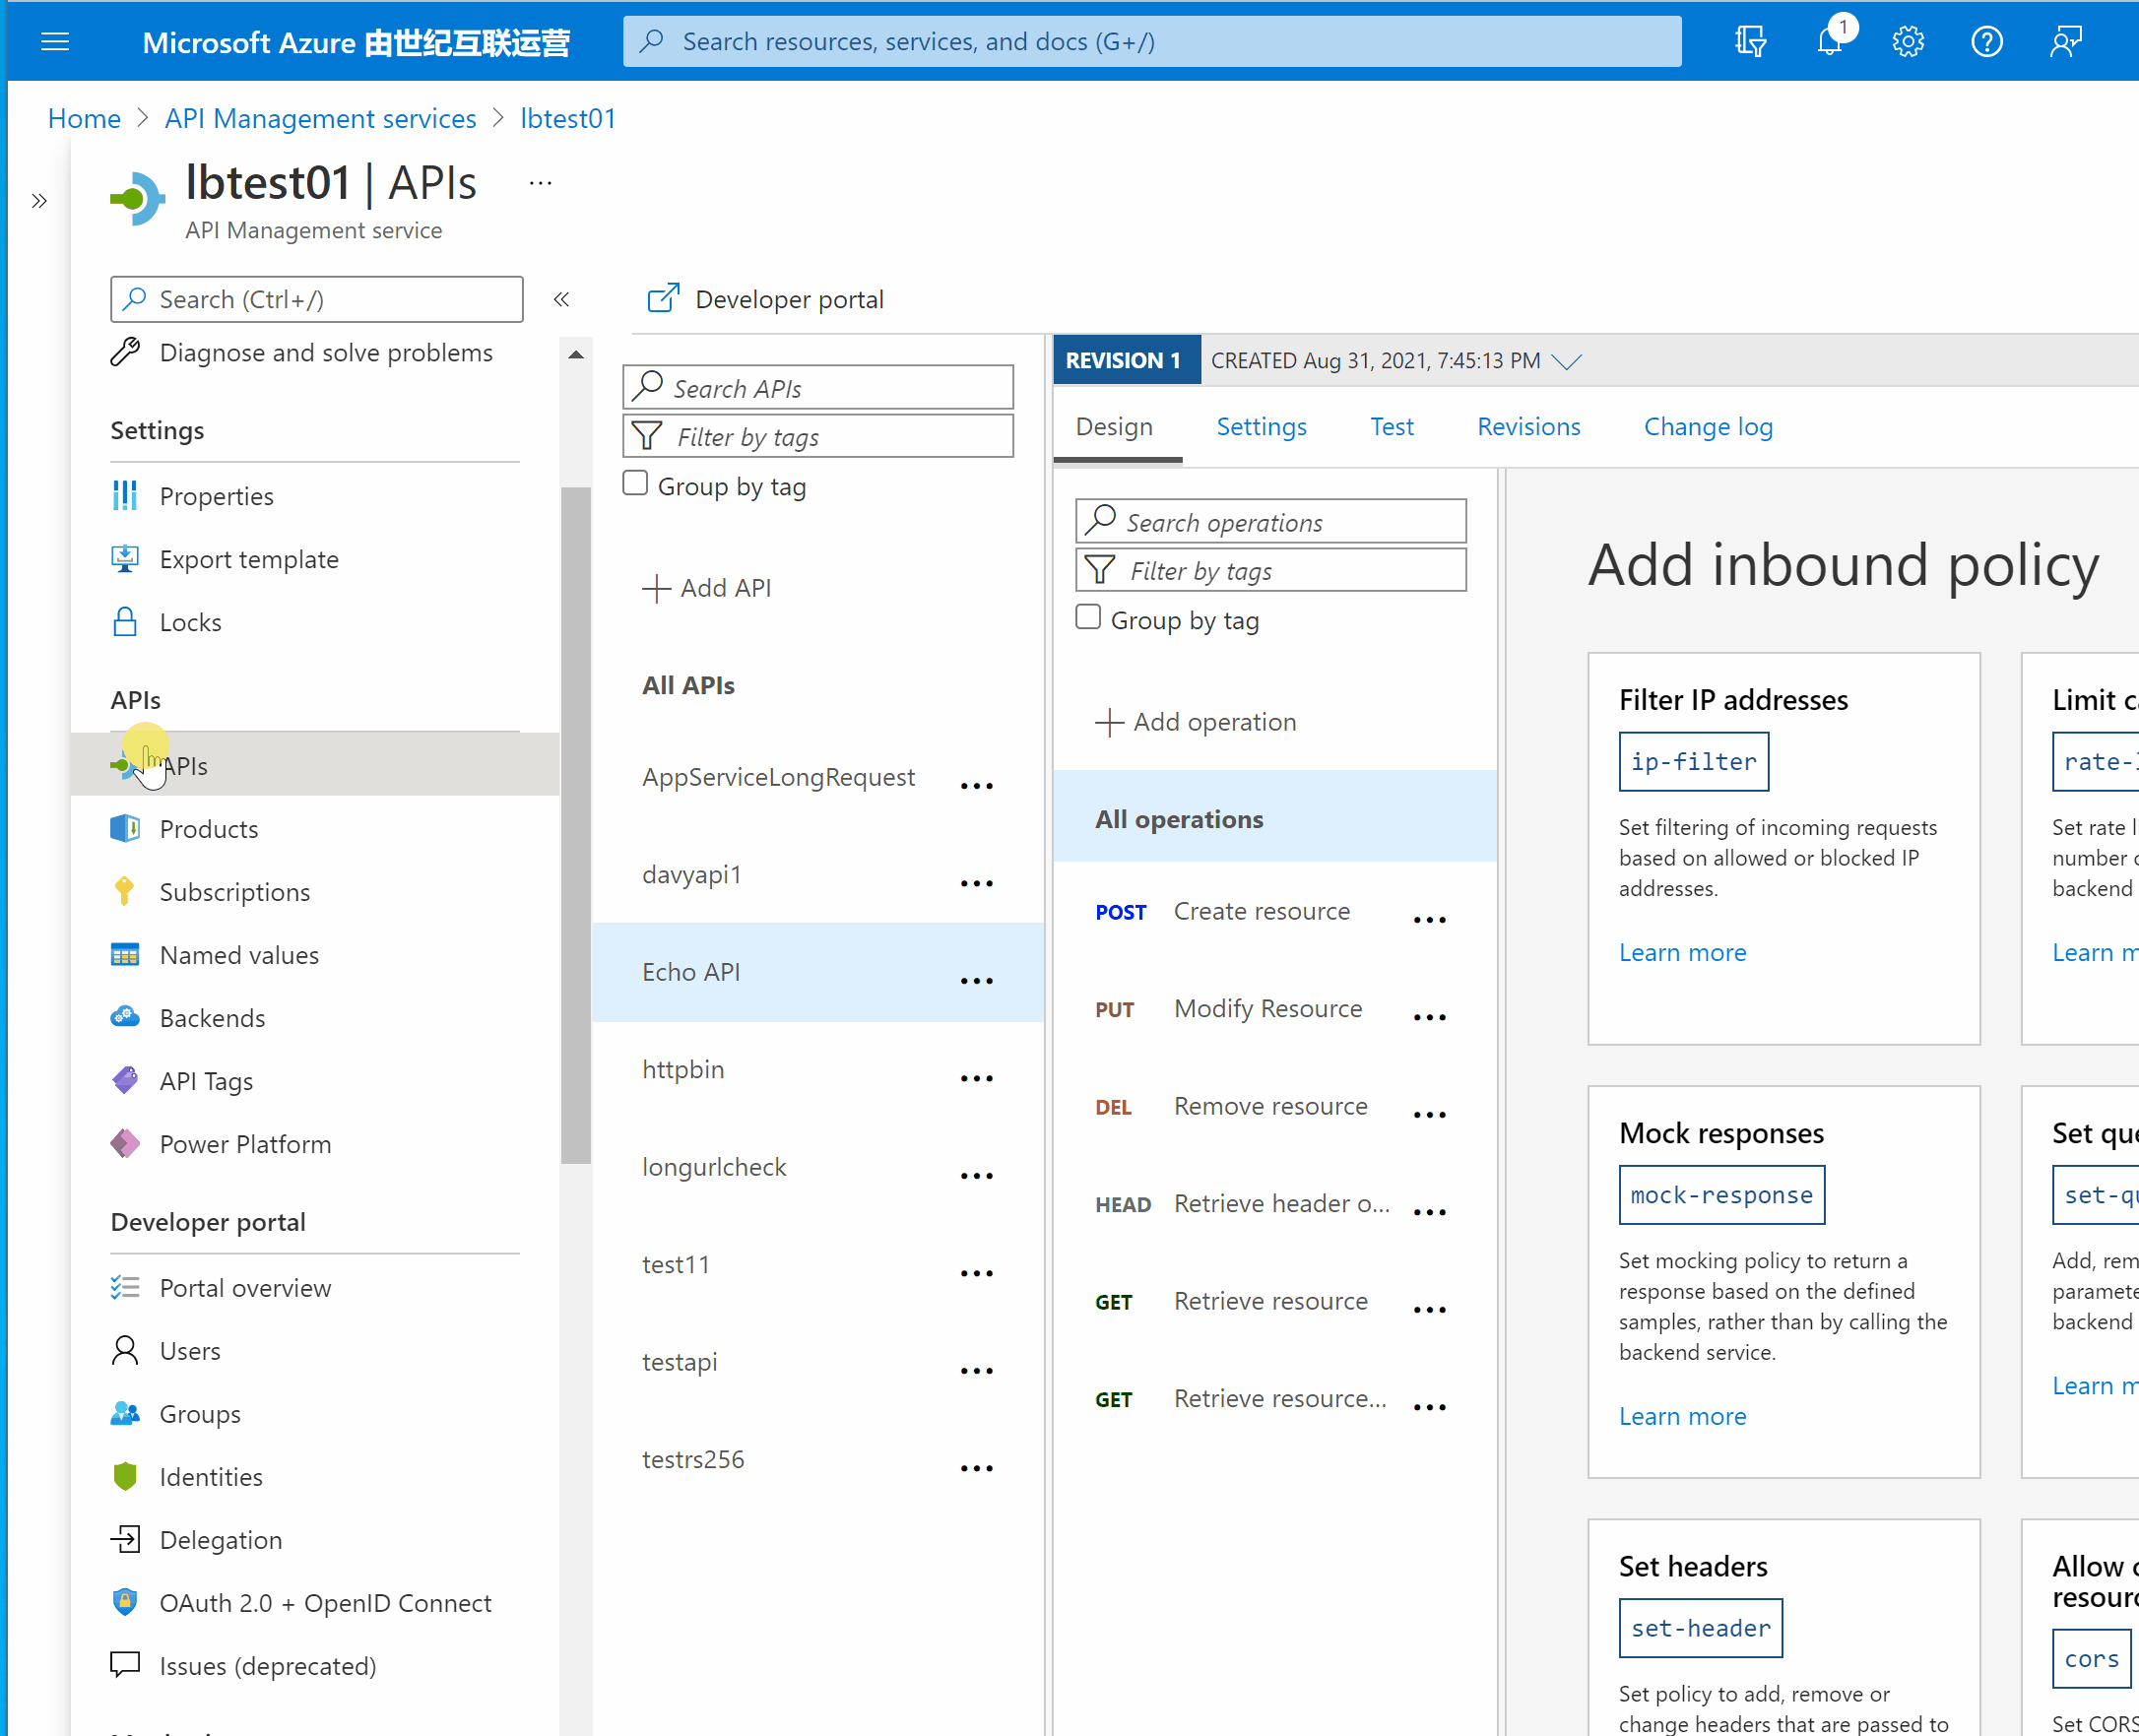 Microsoft Azure 由世纪互联运营
Search resources, services, and docs (G+/)
1
Home > API Management services > lbtest01
lbtest01 | APIs ...
API Management service
Search (Ctrl+/)
Diagnose and solve problems
Settings
Properties
Export template
Locks
APIs
APIs
Products
Subscriptions
Named values
Backends
API Tags
Power Platform
Developer portal
Portal overview
Users
Groups
Identities
Delegation
OAuth 2.0 + OpenID Connect
Issues (deprecated)
Developer portal
Search APIs
Filter by tags
Group by tag
Add API
All APIs
AppServiceLongRequest ...
davyapi1 ...
Echo API ...
httpbin ...
longurlcheck ...
test11 ...
testapi ...
testrs256 ...
REVISION 1 CREATED Aug 31, 2021, 7:45:13 PM
Design Settings Test Revisions Change log
Search operations
Filter by tags
Group by tag
Add operation
All operations
POST Create resource ...
PUT Modify Resource ...
DEL Remove resource ...
HEAD Retrieve header o... ...
GET Retrieve resource ...
GET Retrieve resource... ...
Add inbound policy
Filter IP addresses
ip-filter
Set filtering of incoming requests
based on allowed or blocked IP
addresses.
Learn more
Limit
rate-
Set rate
number
backend
Learn
Mock responses
mock-response
Set mocking policy to return a
response based on the defined
samples, rather than by calling the
backend service.
Learn more
Set
set-
Add,
backend
Learn
Set headers
set-header
Set policy to add, remove or
change headers that are passed to
Allow
cors
Set CORS